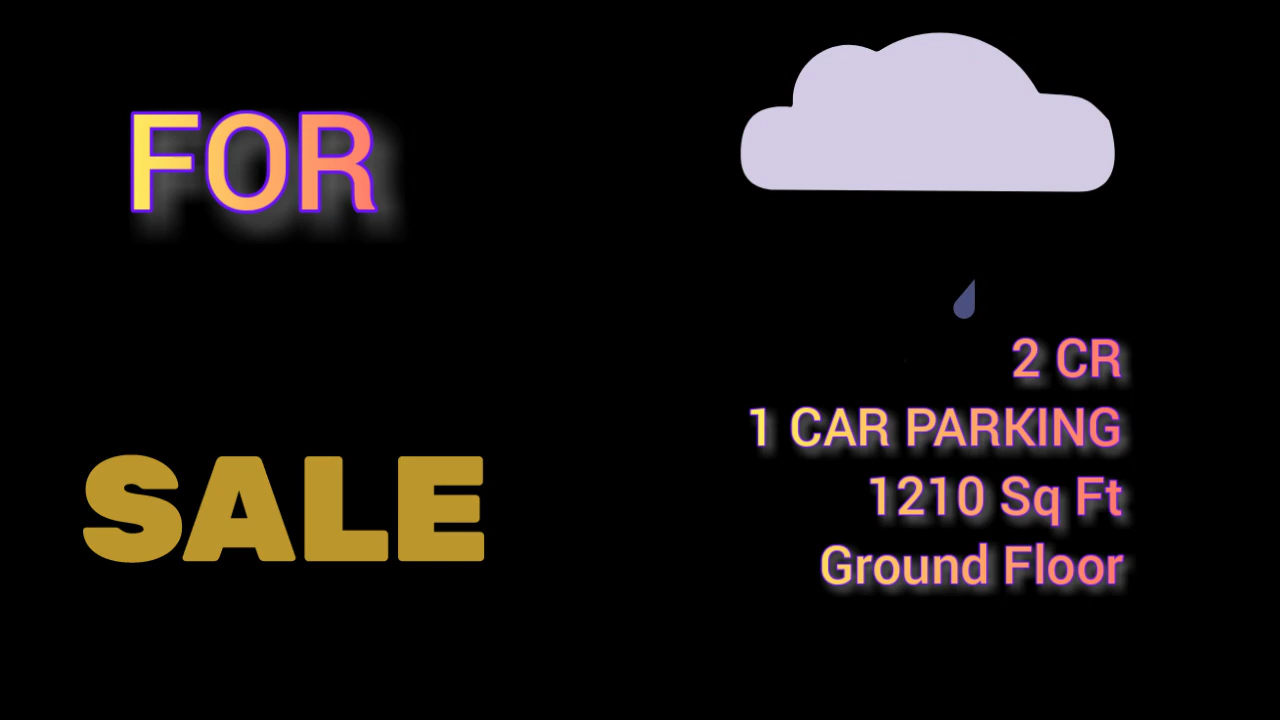 FOR
SALE
2 CR
1 CAR PARKING
1210 Sq Ft
Ground Floor